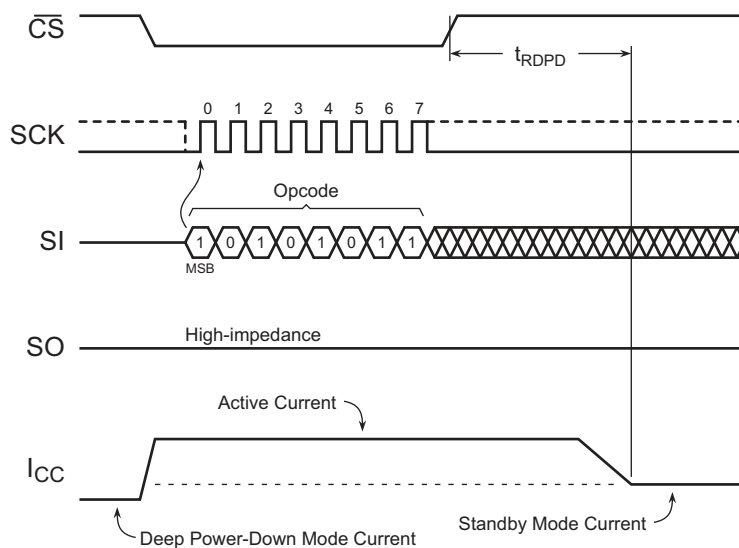 CS
tRDPD
0 1 2 3 4 5 6 7
SCK
Opcode
SI
1 0 1 0 1 0 1 1
MSB
High-impedance
SO
Active Current
ICC
Standby Mode Current
Deep Power-Down Mode Current